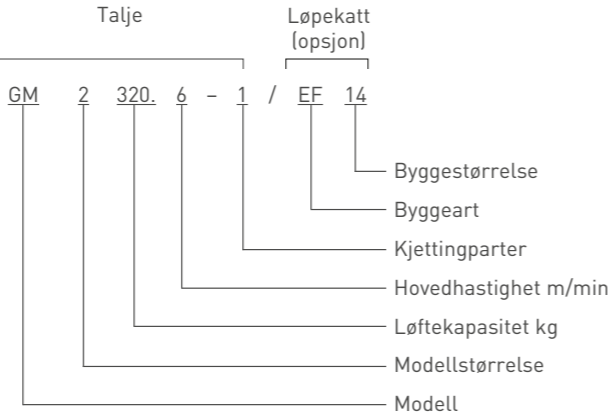 Talje
Løpekatt
(opsjon)
GM 2 320. 6 – 1 / EF 14
Byggestørrelse
Byggeart
Kjettingparter
Hovedhastighet m/min
Løftekapasitet kg
Modellstørrelse
Modell